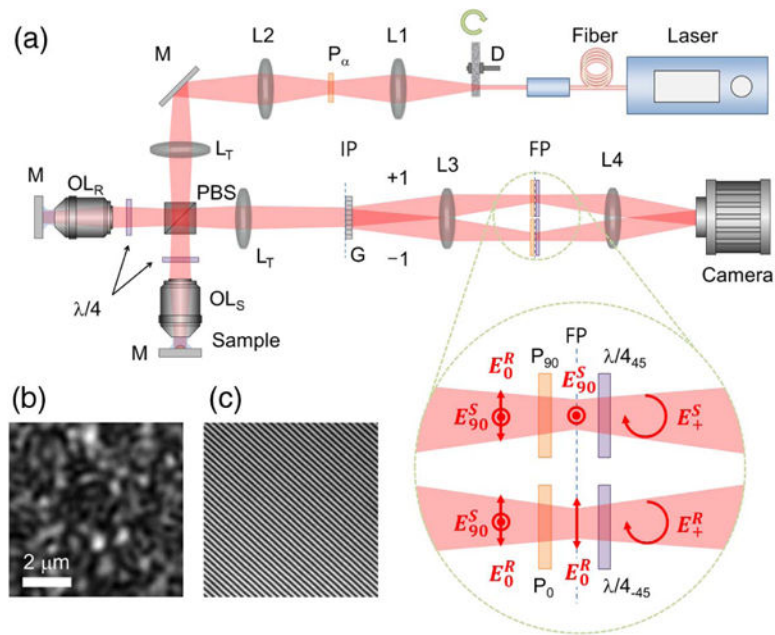 (a)
M
L2
Pα
L1
D
Fiber
Laser
LT
M
OLR
PBS
IP
+1
L3
FP
L4
λ/4
LT
G
−1
Camera
OLS
M
Sample
(b)
2 μm
(c)
E0R
P90
FP
E90S
λ/445
E90S
E+S
E90S
E+R
E0R
P0
E0R
λ/4-45